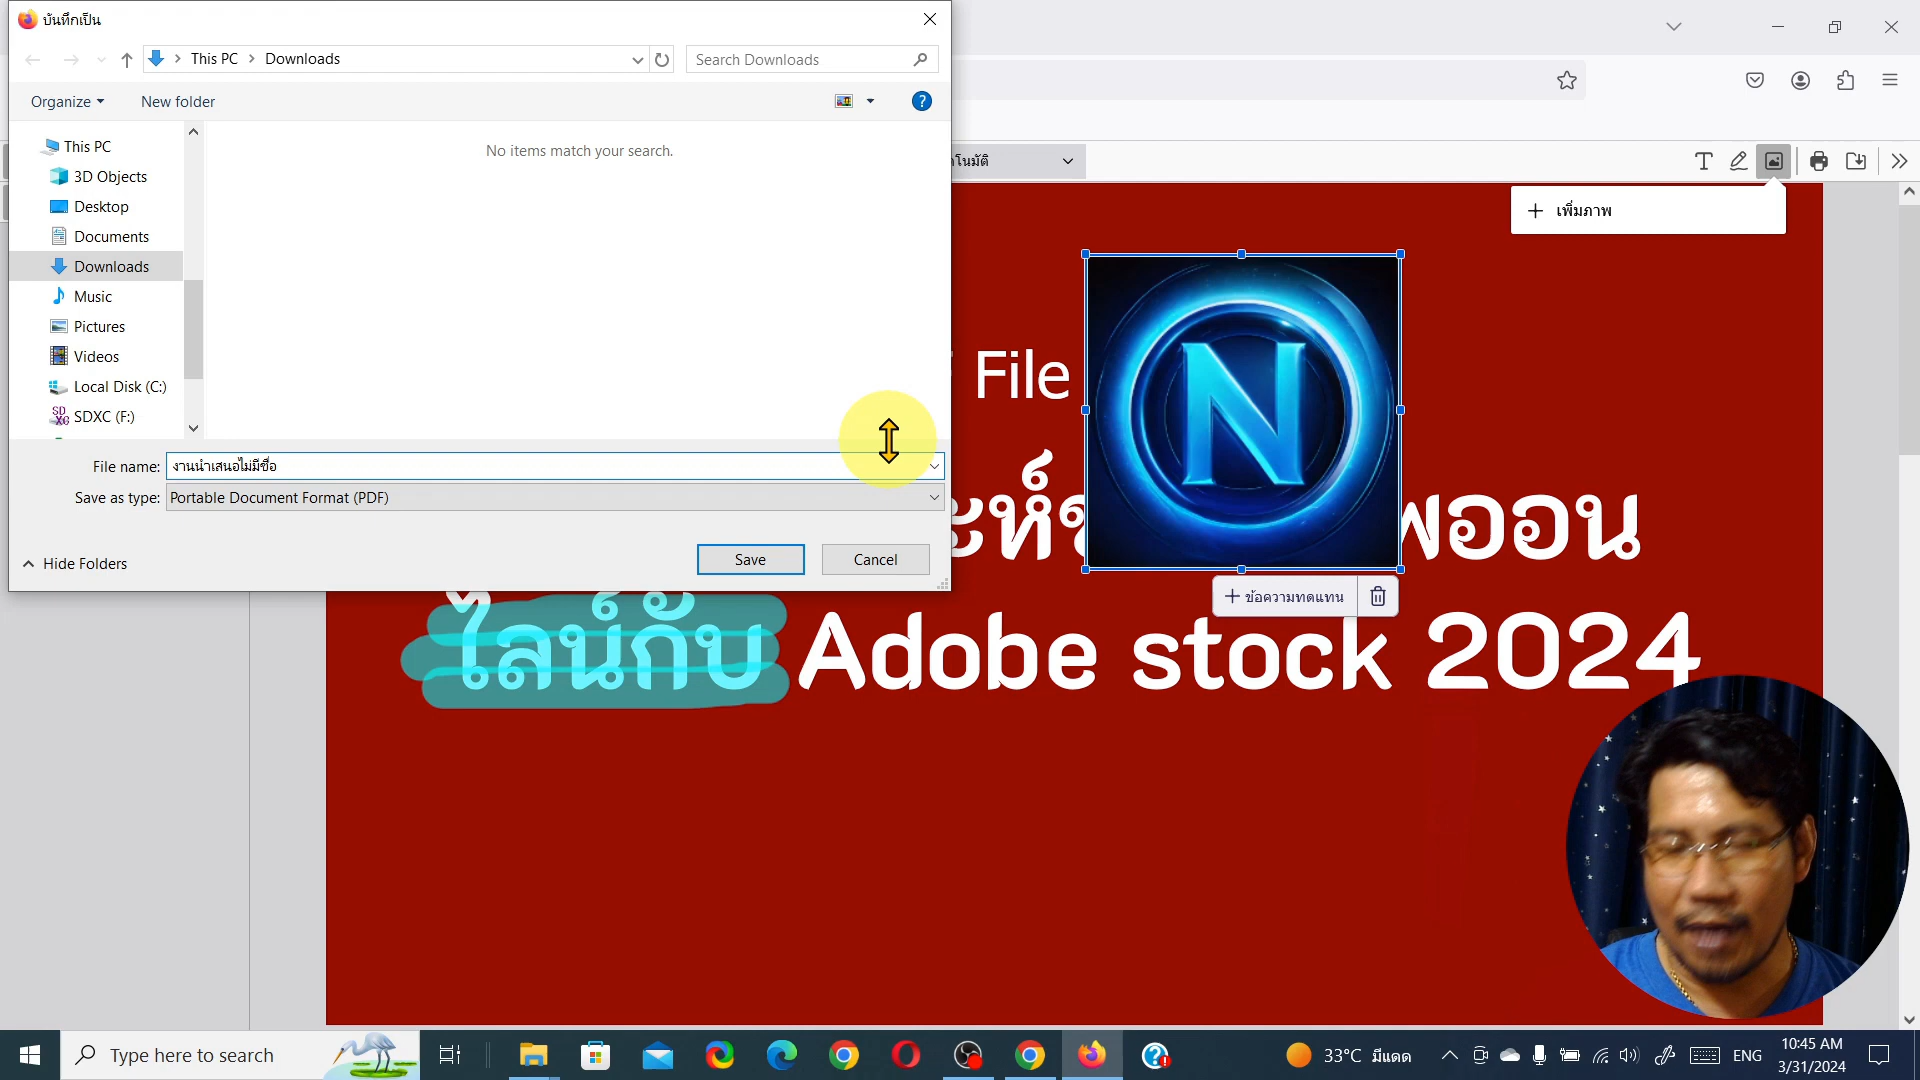 บันทึกเป็น
This PC
Downloads
Search Downloads
Organize
New folder
This PC
3D Objects
Desktop
Documents
Downloads
Music
Pictures
Videos
Local Disk (C:)
SDXC (F:)
No items match your search.
File name:
งานนำเสนอไม่มีชื่อ
Save as type:
Portable Document Format (PDF)
Hide Folders
Save
Cancel
เพิ่มภาพ
File
N
ข้อความทดแทน
ไลน์กับ Adobe stock 2024
Type here to search
33°C มีแดด
ENG
10:45 AM
3/31/2024